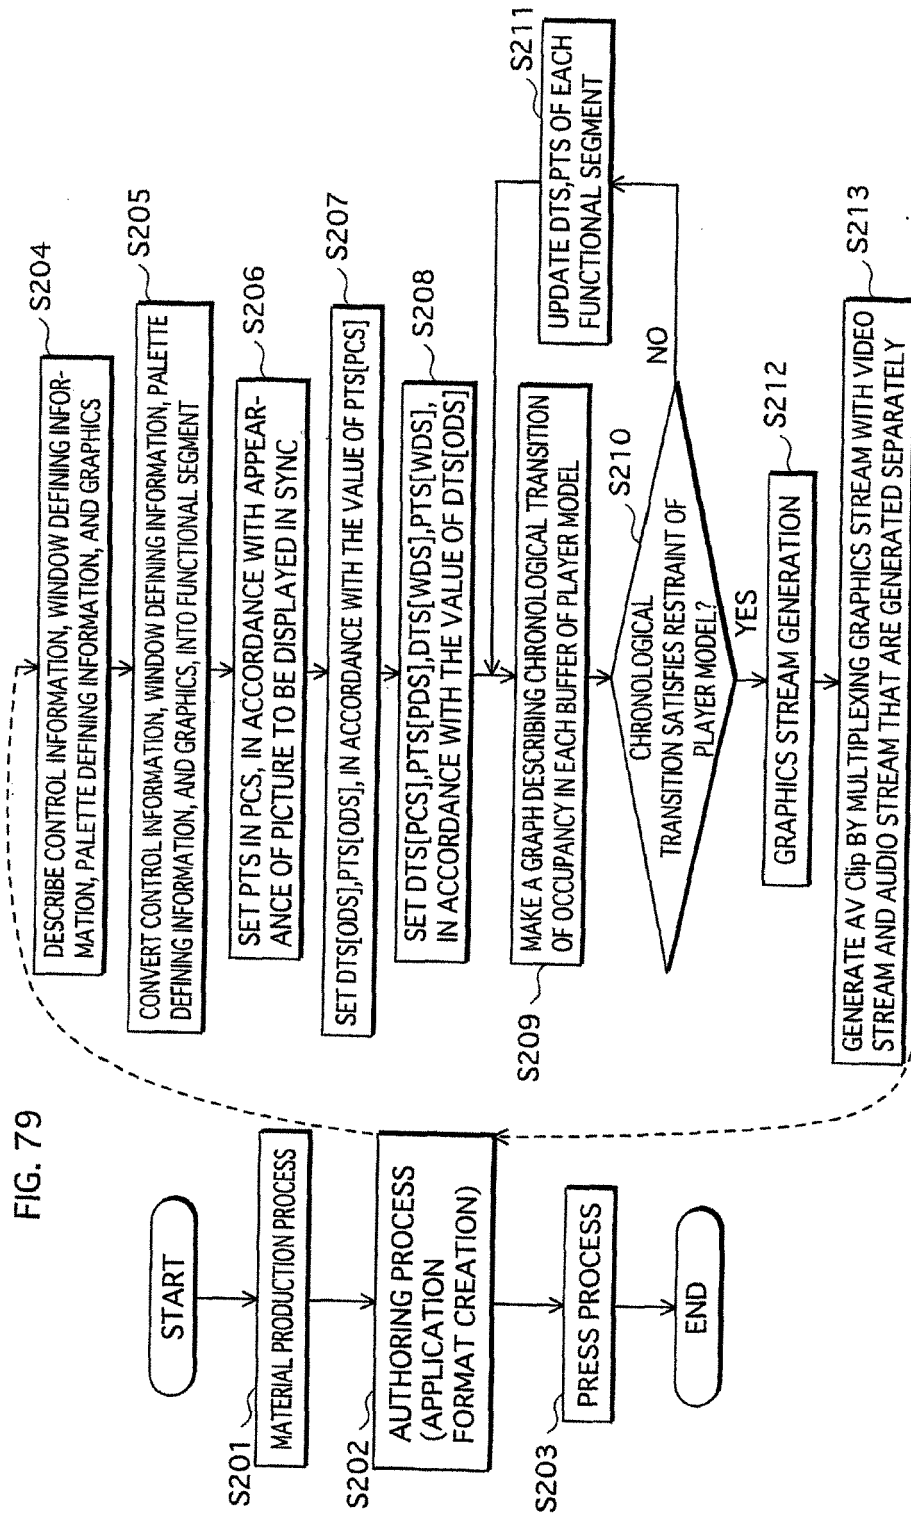 FIG. 79
START
S201
MATERIAL PRODUCTION PROCESS
S202
AUTHORING PROCESS
(APPLICATION
FORMAT CREATION)
S203
PRESS PROCESS
END
S204
DESCRIBE CONTROL INFORMATION, WINDOW DEFINING INFOR-
MATION, PALETTE DEFINING INFORMATION, AND GRAPHICS
S205
CONVERT CONTROL INFORMATION, WINDOW DEFINING INFORMATION, PALETTE
DEFINING INFORMATION, AND GRAPHICS, INTO FUNCTIONAL SEGMENT
S206
SET PTS IN PCS, IN ACCORDANCE WITH APPEAR-
ANCE OF PICTURE TO BE DISPLAYED IN SYNC
S207
SET DTS[ODS],PTS[ODS], IN ACCORDANCE WITH THE VALUE OF PTS[PCS]
S208
SET DTS[PCS],PTS[PDS],DTS[WDS],PTS[WDS],
IN ACCORDANCE WITH THE VALUE OF DTS[ODS]
S209
MAKE A GRAPH DESCRIBING CHRONOLOGICAL TRANSITION
OF OCCUPANCY IN EACH BUFFER OF PLAYER MODEL
S210
CHRONOLOGICAL
TRANSITION SATISFIES RESTRAINT OF
PLAYER MODEL?
NO
YES
S211
UPDATE DTS,PTS OF EACH
FUNCTIONAL SEGMENT
S212
GRAPHICS STREAM GENERATION
S213
GENERATE AV Clip BY MULTIPLEXING GRAPHICS STREAM WITH VIDEO
STREAM AND AUDIO STREAM THAT ARE GENERATED SEPARATELY